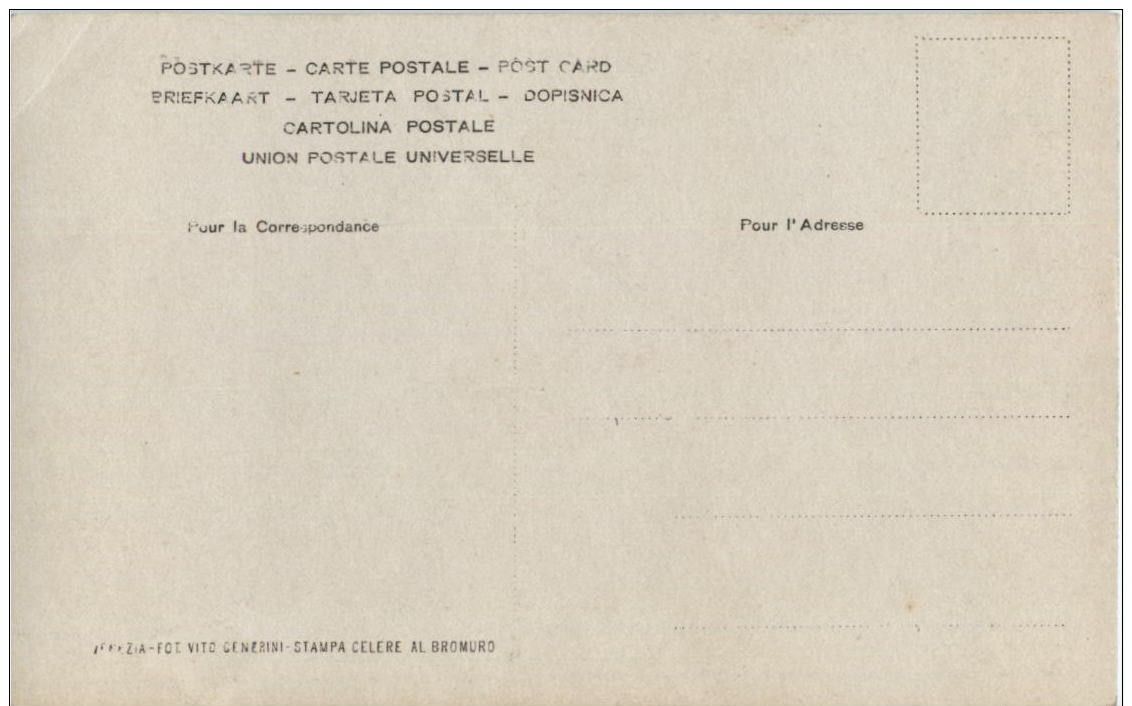 POSTKARTE – CARTE POSTALE – POST CARD
BRIEFKAART – TARJETA POSTAL – DOPISNICA
CARTOLINA POSTALE
UNION POSTALE UNIVERSELLE
Pour la Correspondance
Pour l'Adresse
VENEZIA-FOT. VITO GENERINI-STAMPA CELERE AL BROMURO